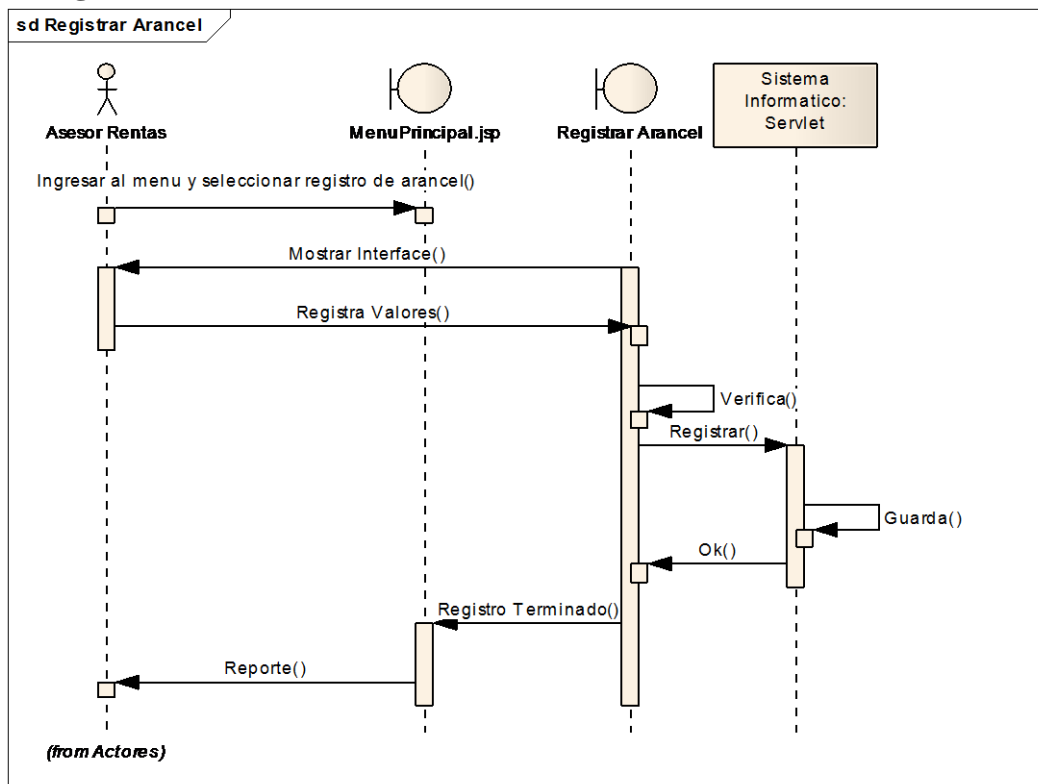 sd Registrar Arancel
Sistema
Informatico:
Servlet
Asesor Rentas
MenuPrincipal.jsp
Registrar Arancel
Ingresar al menu y seleccionar registro de arancel()
Mostrar Interface()
Registra Valores()
Verifica()
Registrar()
Guarda()
Ok()
Registro Terminado()
Reporte()
(from Actores)